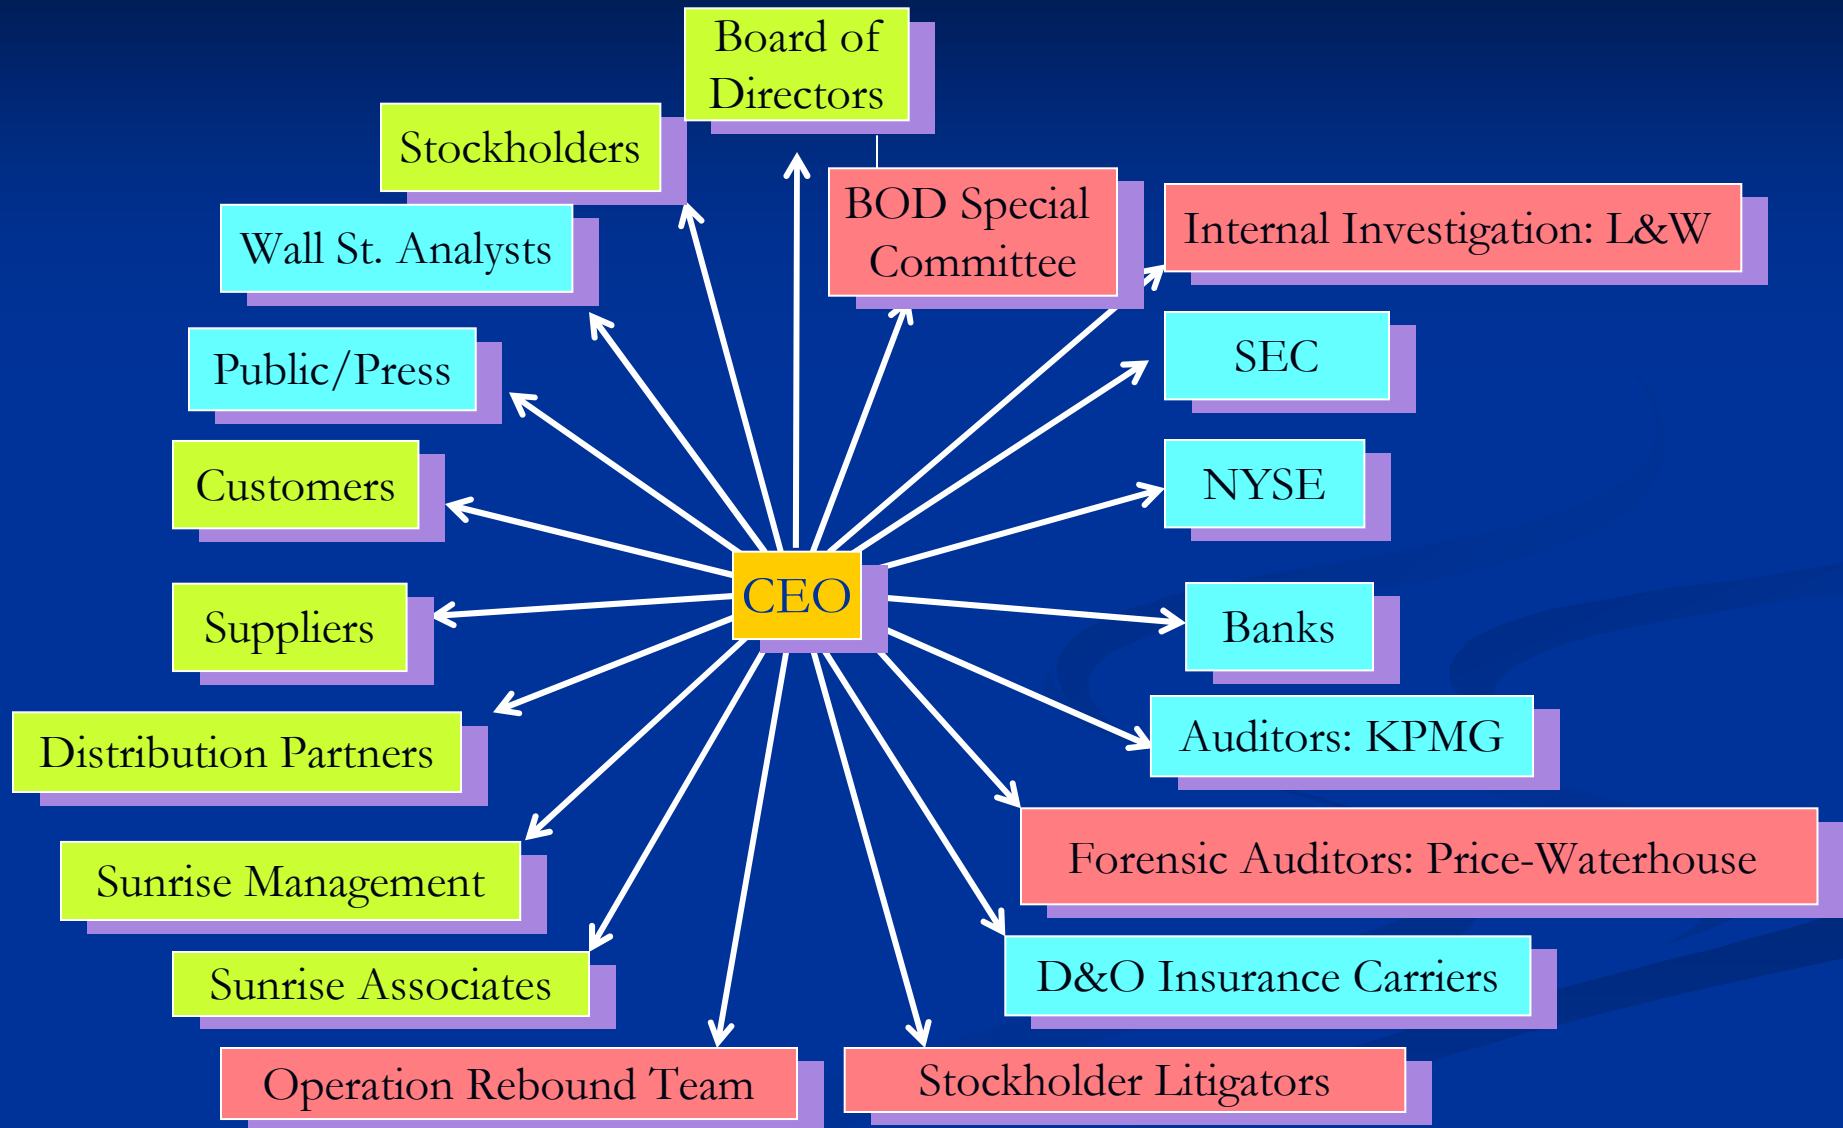 Board of
Directors
Stockholders
BOD Special
Committee
Internal Investigation: L&W
Wall St. Analysts
SEC
Public/Press
NYSE
Customers
CEO
Suppliers
Banks
Distribution Partners
Auditors: KPMG
Sunrise Management
Forensic Auditors: Price-Waterhouse
Sunrise Associates
D&O Insurance Carriers
Operation Rebound Team
Stockholder Litigators